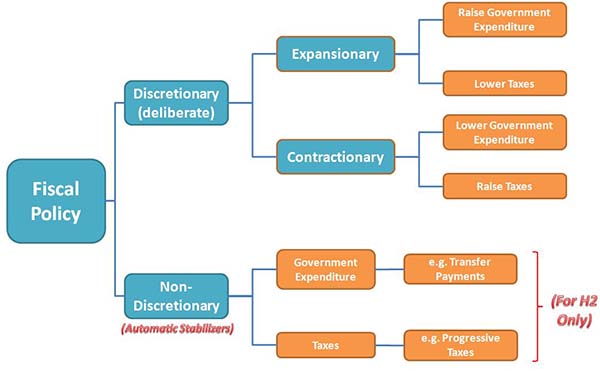 Fiscal
Policy
Discretionary
(deliberate)
Expansionary
Raise Government
Expenditure
Lower Taxes
Contractionary
Lower Government
Expenditure
Raise Taxes
Non-
Discretionary
(Automatic Stabilizers)
Government
Expenditure
e.g. Transfer
Payments
Taxes
e.g. Progressive
Taxes
(For H2
Only)